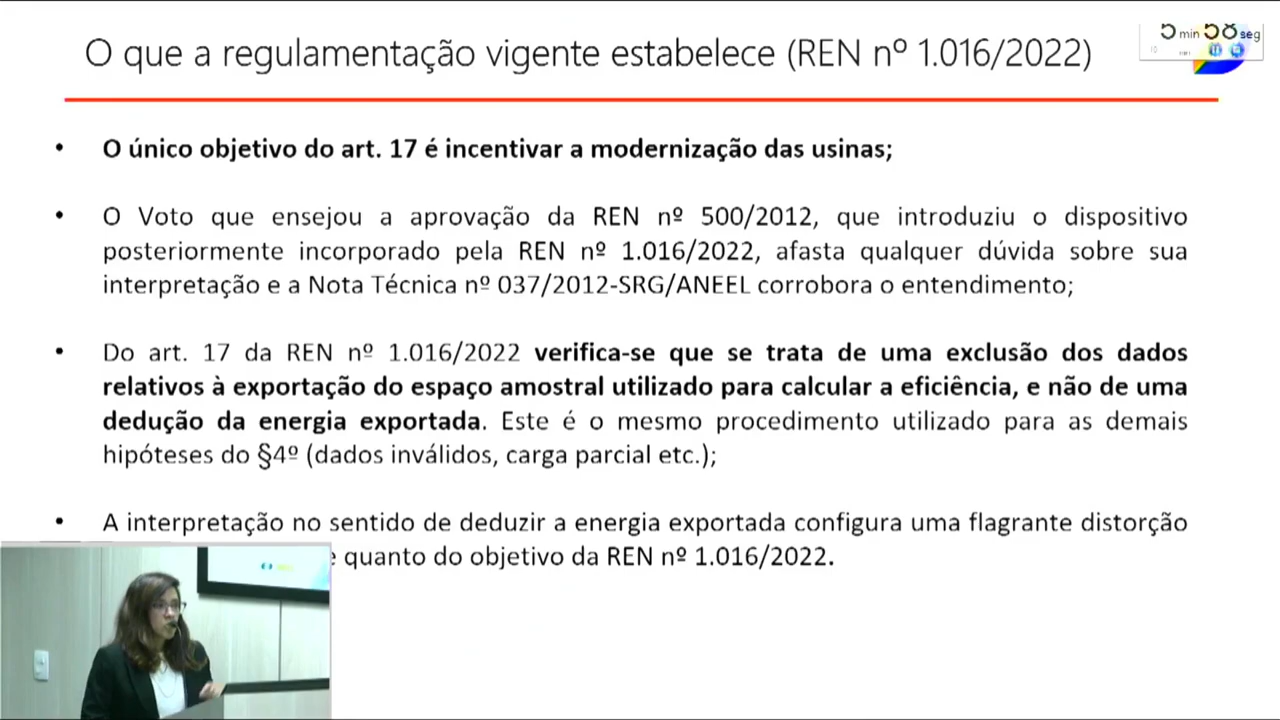 O que a regulamentação vigente estabelece (REN nº 1.016/2022)
5 min 58 seg
• O único objetivo do art. 17 é incentivar a modernização das usinas;
• O Voto que ensejou a aprovação da REN nº 500/2012, que introduziu o dispositivo
posteriormente incorporado pela REN nº 1.016/2022, afasta qualquer dúvida sobre sua
interpretação e a Nota Técnica nº 037/2012-SRG/ANEEL corrobora o entendimento;
• Do art. 17 da REN nº 1.016/2022 verifica-se que se trata de uma exclusão dos dados
relativos à exportação do espaço amostral utilizado para calcular a eficiência, e não de uma
dedução da energia exportada. Este é o mesmo procedimento utilizado para as demais
hipóteses do §4º (dados inválidos, carga parcial etc.);
• A interpretação no sentido de deduzir a energia exportada configura uma flagrante distorção
quanto do objetivo da REN nº 1.016/2022.